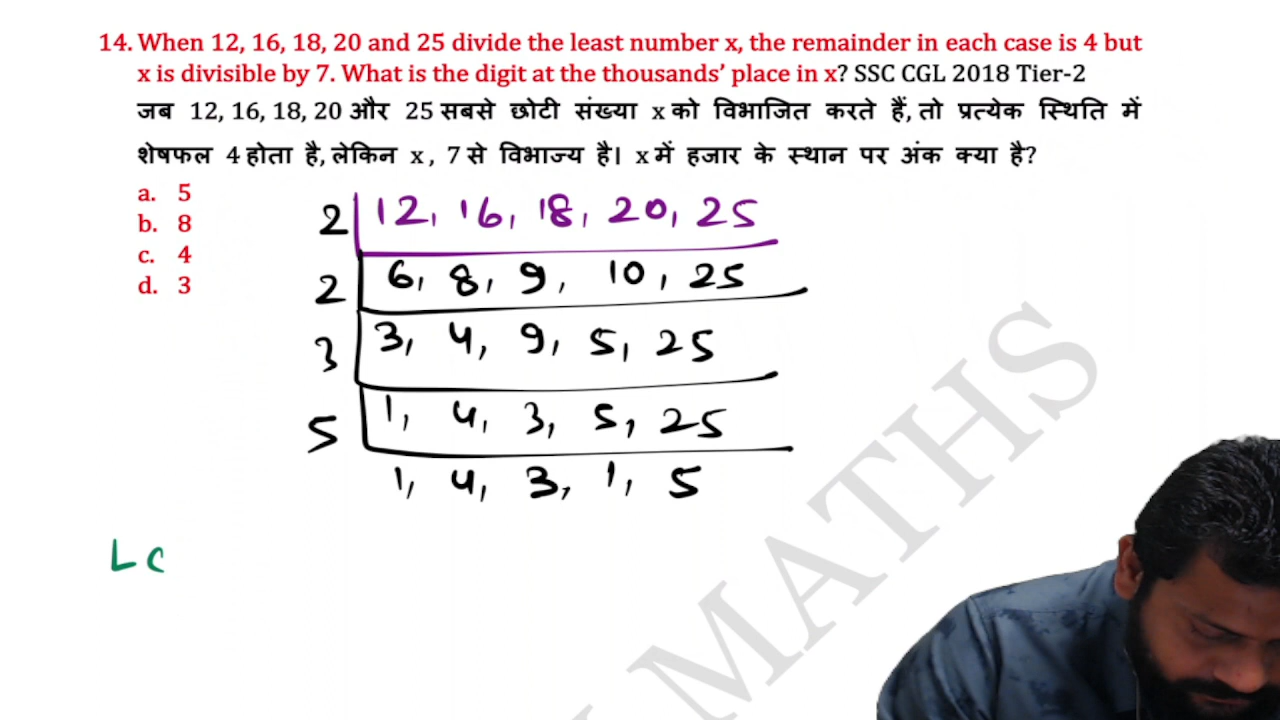 14. When 12, 16, 18, 20 and 25 divide the least number x, the remainder in each case is 4 but
x is divisible by 7. What is the digit at the thousands’ place in x? SSC CGL 2018 Tier-2
जब 12, 16, 18, 20 और 25 सबसे छोटी संख्या x को विभाजित करते हैं, तो प्रत्येक स्थिति में
शेषफल 4 होता है, लेकिन x , 7 से विभाज्य है। x में हजार के स्थान पर अंक क्या है?
a. 5
b. 8
c. 4
d. 3
2 12, 16, 18, 20, 25
2 6, 8, 9, 10, 25
3 3, 4, 9, 5, 25
5 1, 4, 3, 5, 25
1, 4, 3, 1, 5
LC
MATHS